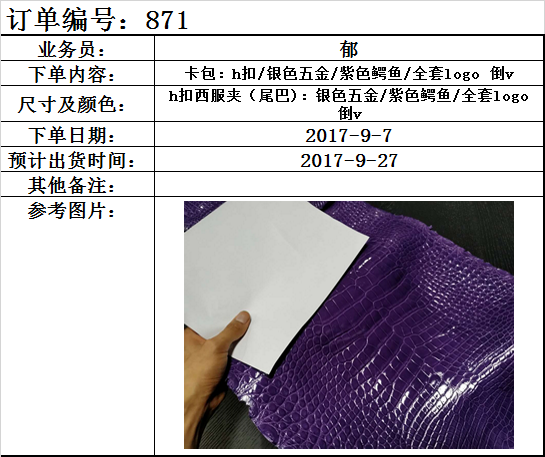 订单编号：871
业务员： 郁
下单内容： 卡包：h扣/银色五金/紫色鳄鱼/全套logo 倒v
尺寸及颜色： h扣西服夹（尾巴）：银色五金/紫色鳄鱼/全套logo
倒v
下单日期： 2017-9-7
预计出货时间： 2017-9-27
其他备注：
参考图片：